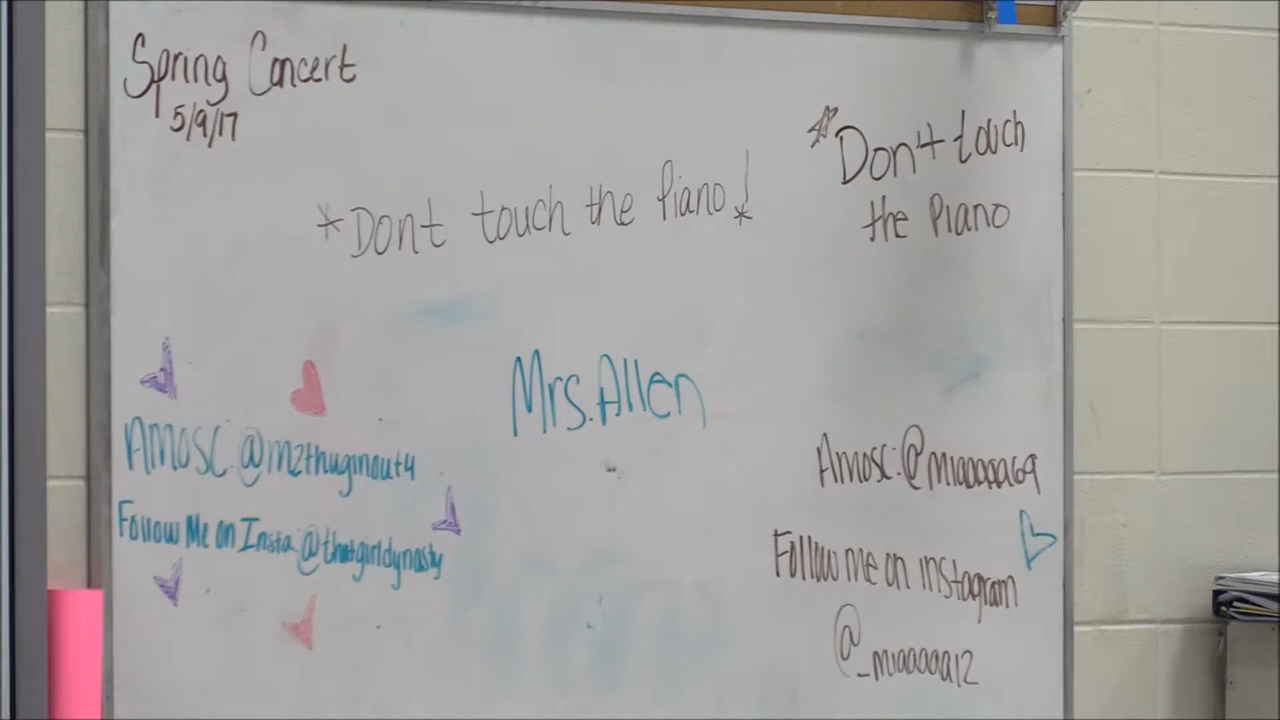 Spring Concert
5/9/17
*Dont touch the Piano!*
*Don't touch
the Piano
Mrs. Allen
AMOSC: @mzthuginout4
Follow Me on Insta: @thatgirldynasty
Amosc: @miaaaaa69
Follow me on instagram
@_miaaaaa12